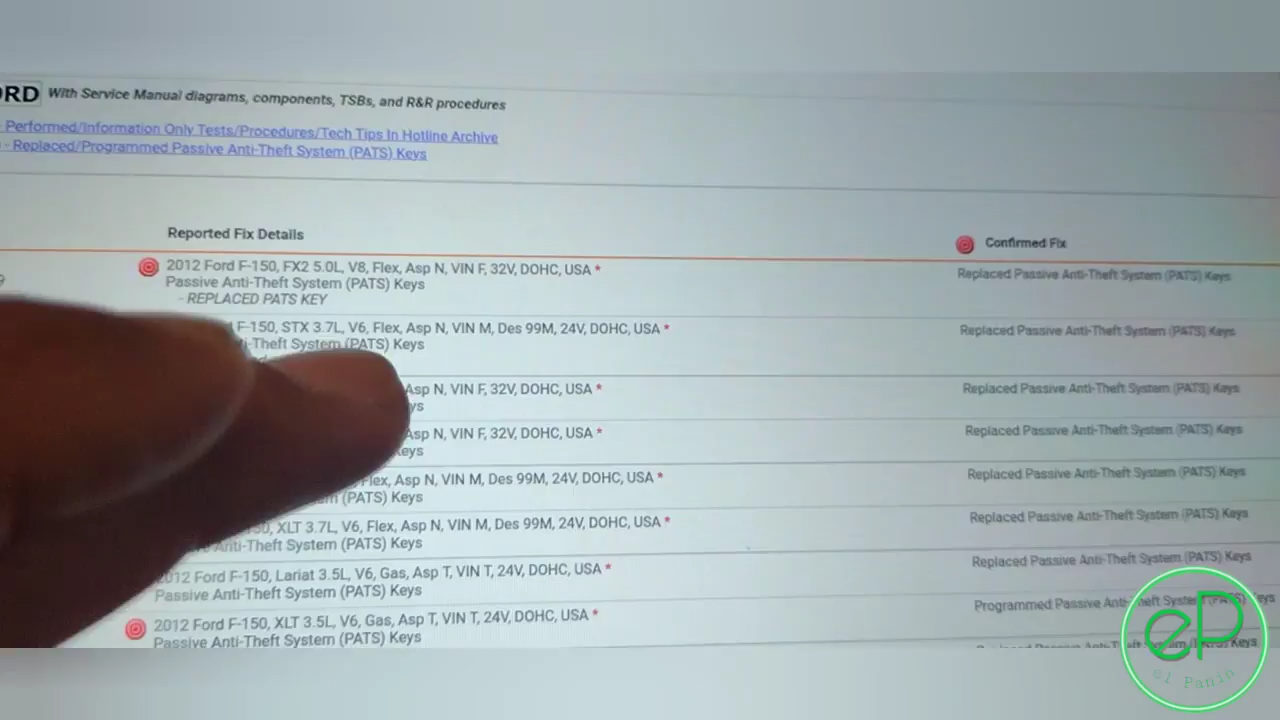 ORD With Service Manual diagrams, components, TSBs, and R&R procedures
- Performed/Information Only Tests/Procedures/Tech Tips In Hotline Archive
- Replaced/Programmed Passive Anti-Theft System (PATS) Keys
Reported Fix Details
Confirmed Fix
2012 Ford F-150, FX2 5.0L, V8, Flex, Asp N, VIN F, 32V, DOHC, USA *
Replaced Passive Anti-Theft System (PATS) Keys
Passive Anti-Theft System (PATS) Keys
- REPLACED PATS KEY
F-150, STX 3.7L, V6, Flex, Asp N, VIN M, Des 99M, 24V, DOHC, USA *
Replaced Passive Anti-Theft System (PATS) Keys
i-Theft System (PATS) Keys
Asp N, VIN F, 32V, DOHC, USA *
Replaced Passive Anti-Theft System (PATS) Keys
ys
Asp N, VIN F, 32V, DOHC, USA *
Replaced Passive Anti-Theft System (PATS) Keys
eys
Flex, Asp N, VIN M, Des 99M, 24V, DOHC, USA *
Replaced Passive Anti-Theft System (PATS) Keys
(PATS) Keys
XLT 3.7L, V6, Flex, Asp N, VIN M, Des 99M, 24V, DOHC, USA *
Replaced Passive Anti-Theft System (PATS) Keys
Anti-Theft System (PATS) Keys
2012 Ford F-150, Lariat 3.5L, V6, Gas, Asp T, VIN T, 24V, DOHC, USA *
Replaced Passive Anti-Theft System (PATS) Keys
Passive Anti-Theft System (PATS) Keys
2012 Ford F-150, XLT 3.5L, V6, Gas, Asp T, VIN T, 24V, DOHC, USA *
Programmed Passive Anti-Theft System (PATS) Keys
Passive Anti-Theft System (PATS) Keys
eP
el Panin